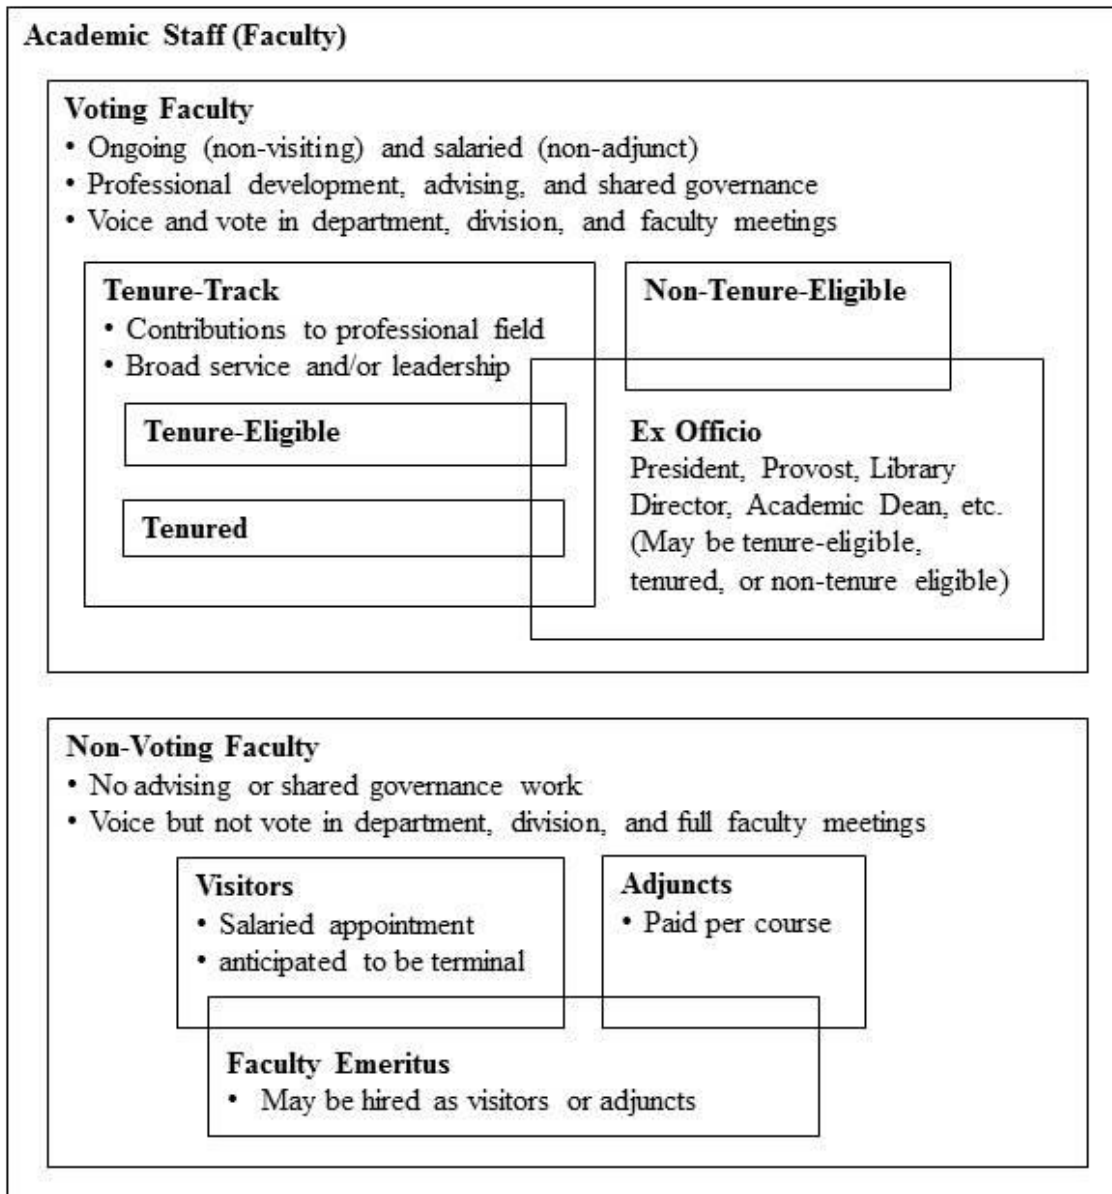 Academic Staff (Faculty)
Voting Faculty
• Ongoing (non-visiting) and salaried (non-adjunct)
• Professional development, advising, and shared governance
• Voice and vote in department, division, and faculty meetings
Tenure-Track
• Contributions to professional field
• Broad service and/or leadership
Tenure-Eligible
Tenured
Non-Tenure-Eligible
Ex Officio
President, Provost, Library
Director, Academic Dean, etc.
(May be tenure-eligible,
tenured, or non-tenure eligible)
Non-Voting Faculty
• No advising or shared governance work
• Voice but not vote in department, division, and full faculty meetings
Visitors
• Salaried appointment
• anticipated to be terminal
Adjuncts
• Paid per course
Faculty Emeritus
• May be hired as visitors or adjuncts